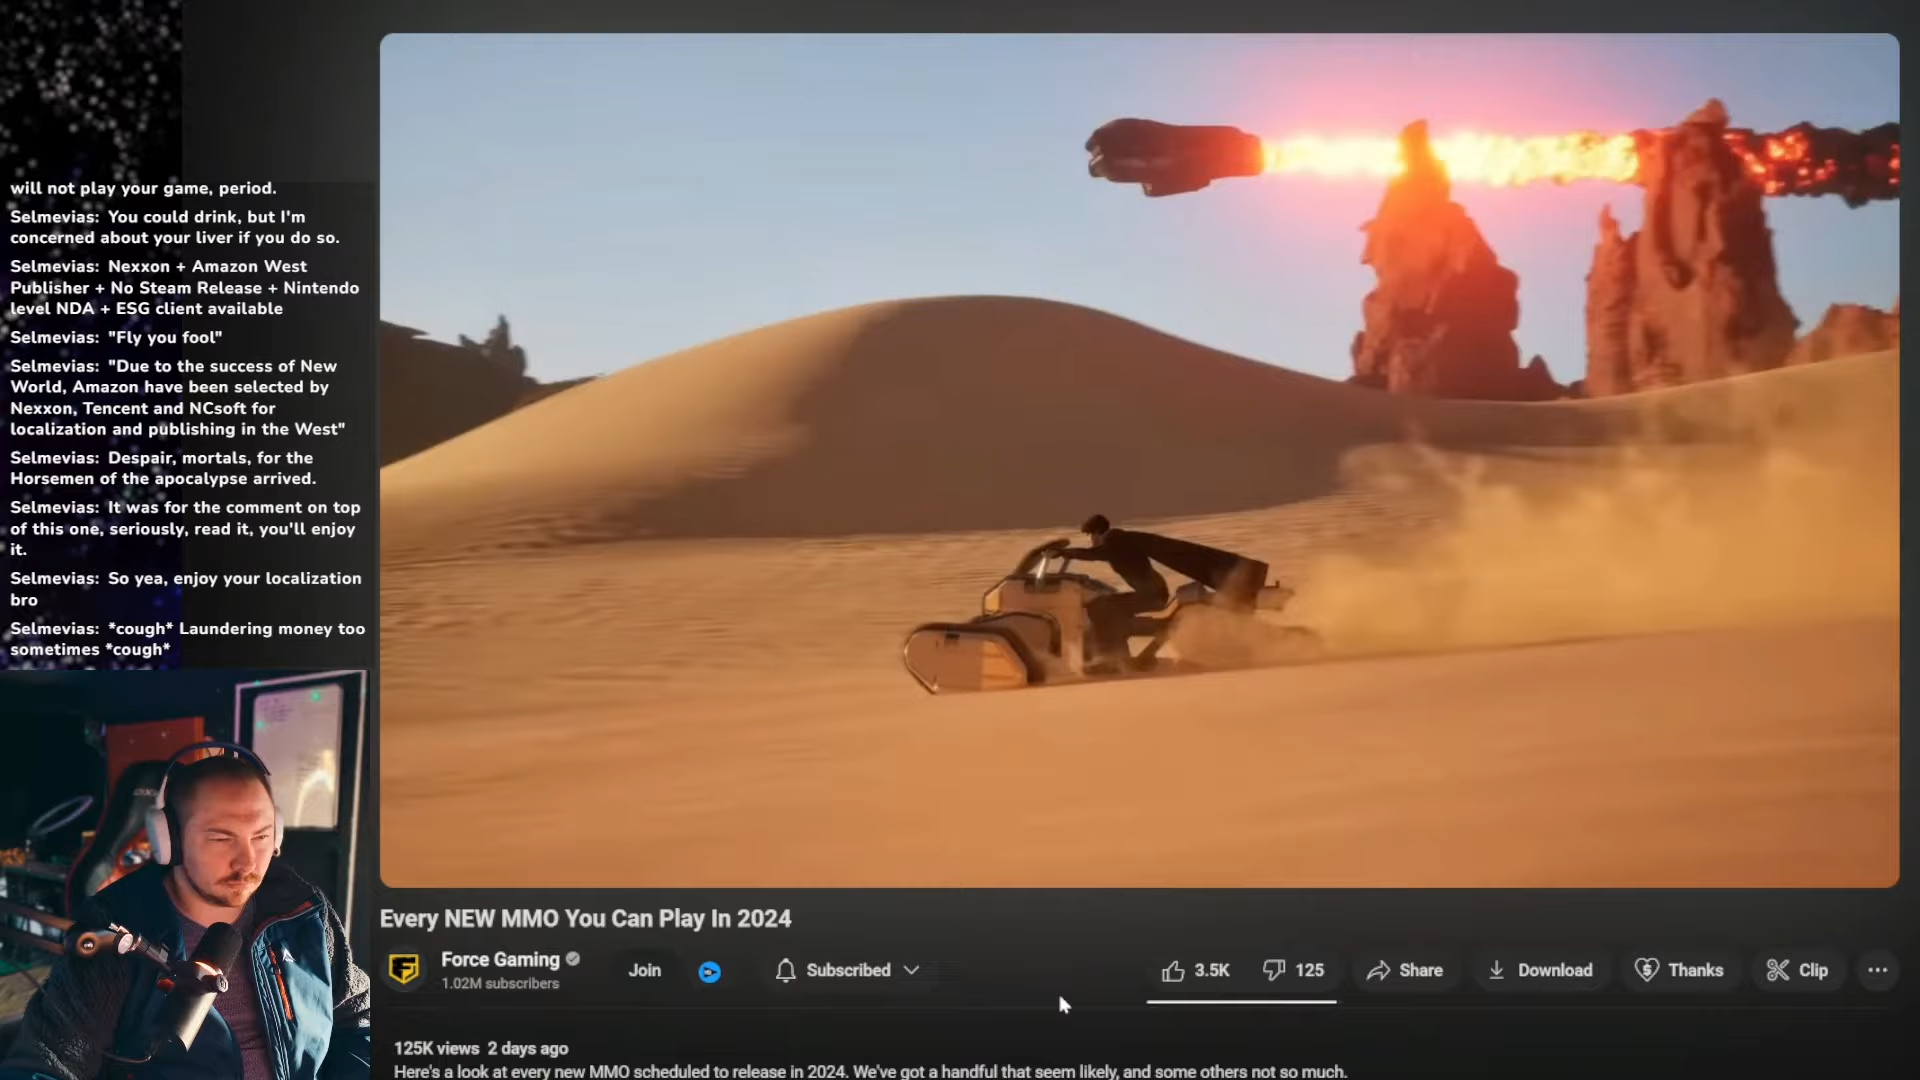 will not play your game, period.
Selmevias: You could drink, but I'm
concerned about your liver if you do so.
Selmevias: Nexxon + Amazon West
Publisher + No Steam Release + Nintendo
level NDA + ESG client available
Selmevias: "Fly you fool"
Selmevias: "Due to the success of New
World, Amazon have been selected by
Nexxon, Tencent and NCsoft for
localization and publishing in the West"
Selmevias: Despair, mortals, for the
Horsemen of the apocalypse arrived.
Selmevias: It was for the comment on top
of this one, seriously, read it, you'll enjoy
it.
Selmevias: So yea, enjoy your localization
bro
Selmevias: *cough* Laundering money too
sometimes *cough*
Every NEW MMO You Can Play In 2024
Force Gaming
1.02M subscribers
Join
Subscribed
3.5K
125
Share
Download
Thanks
Clip
125K views 2 days ago
Here's a look at every new MMO scheduled to release in 2024. We've got a handful that seem likely, and some others not so much.